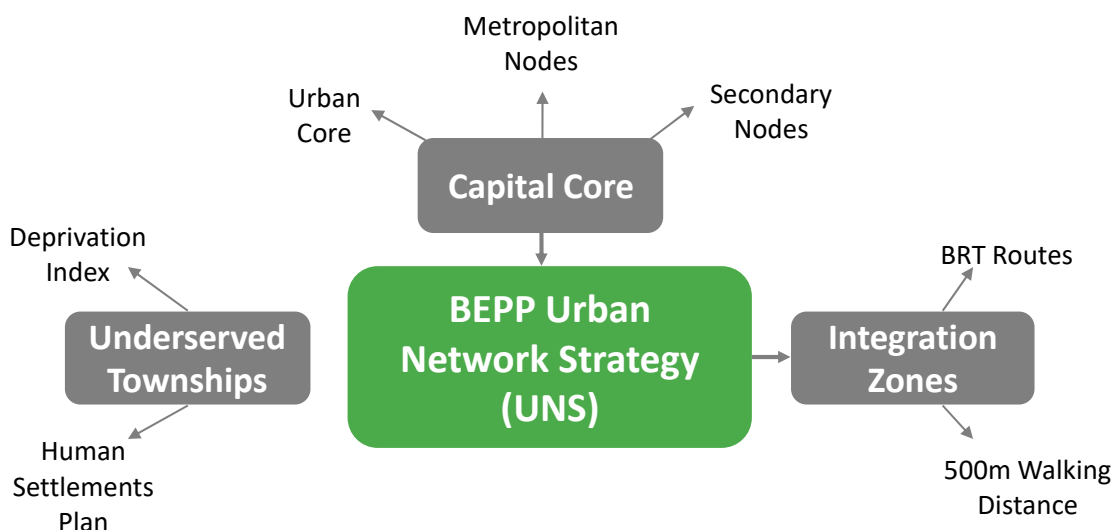 Metropolitan
Nodes
Urban
Core
Secondary
Nodes
Capital Core
Deprivation
Index
BRT Routes
BEPP Urban
Network Strategy
(UNS)
Underserved
Townships
Integration
Zones
Human
Settlements
Plan
500m Walking
Distance